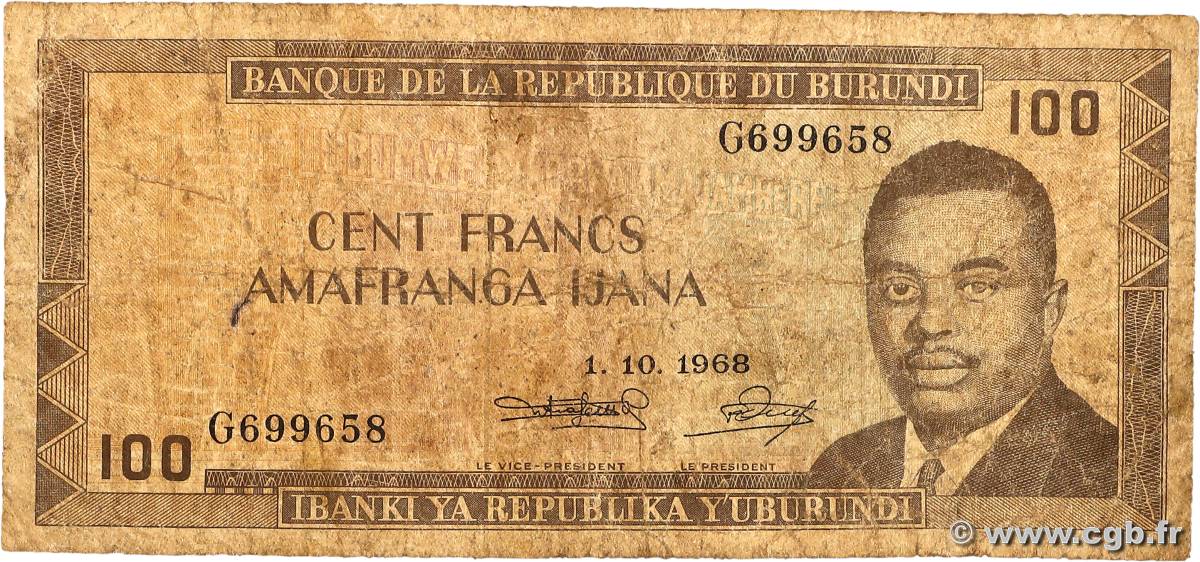 BANQUE DE LA REPUBLIQUE DU BURUNDI
100
G699658
CENT FRANCS
AMAFRANGA IJANA
1. 10. 1968
G699658
100
LE VICE-PRESIDENT LE PRESIDENT
IBANKI YA REPUBLIKA Y'UBURUNDI
© www.cgb.fr